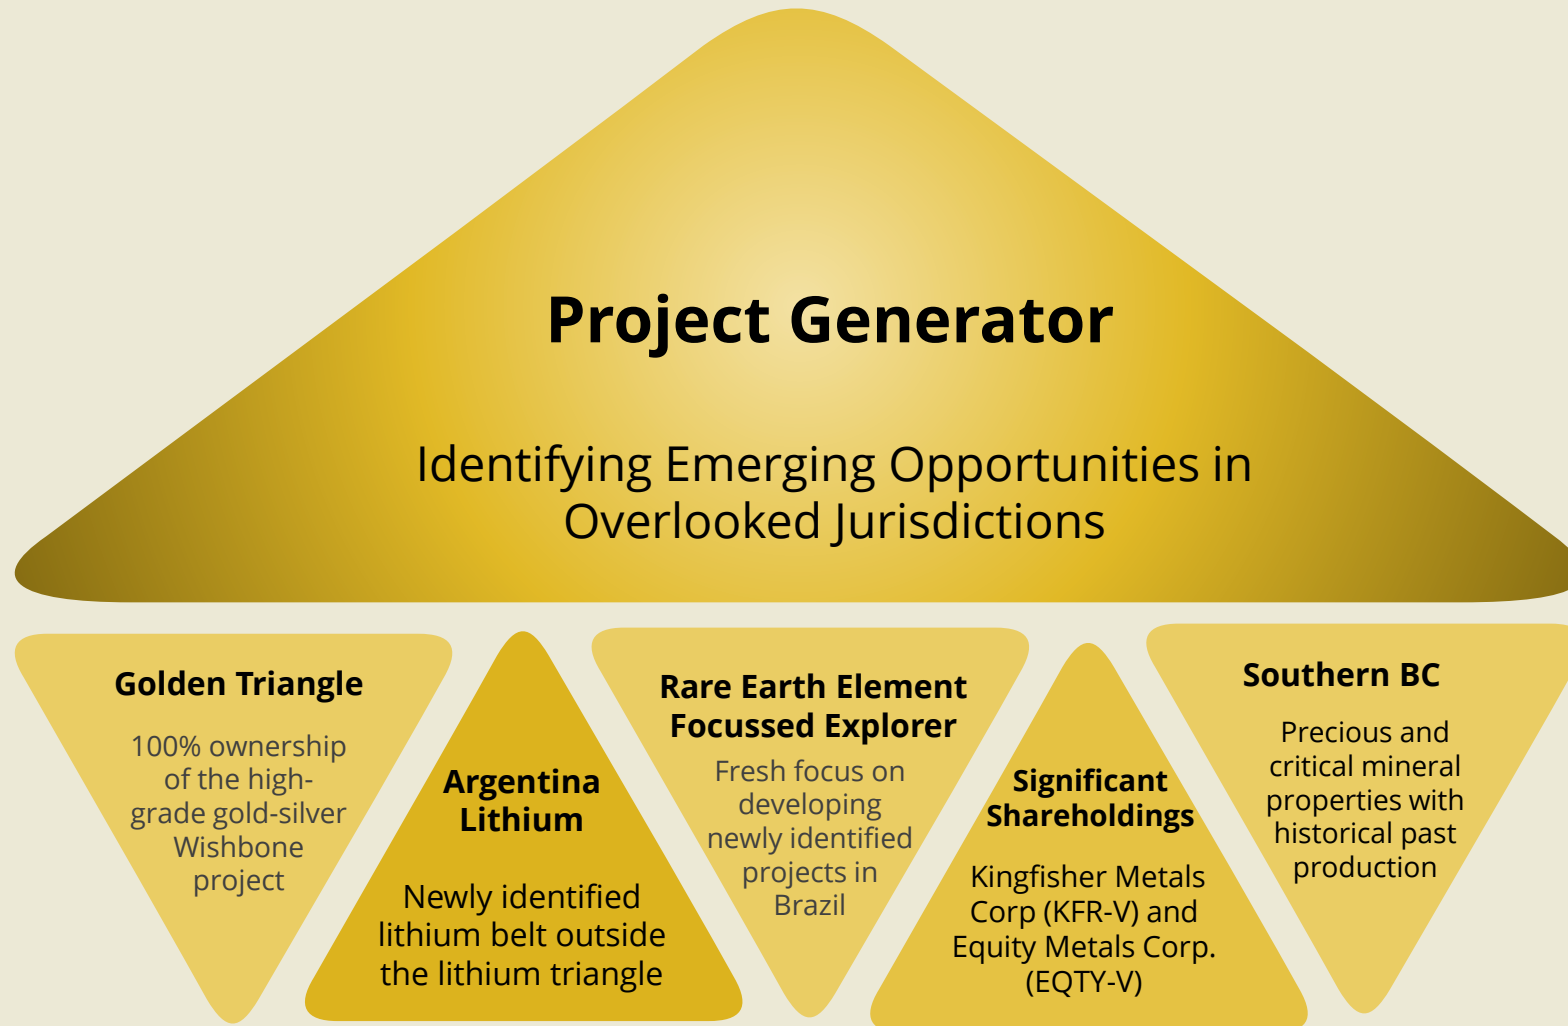 Project Generator
Identifying Emerging Opportunities in
Overlooked Jurisdictions
Golden Triangle
100% ownership
of the high-
grade gold-silver
Wishbone
project
Argentina
Lithium
Newly identified
lithium belt outside
the lithium triangle
Rare Earth Element
Focussed Explorer
Fresh focus on
developing
newly identified
projects in
Brazil
Significant
Shareholdings
Kingfisher Metals
Corp (KFR-V) and
Equity Metals Corp.
(EQTY-V)
Southern BC
Precious and
critical mineral
properties with
historical past
production